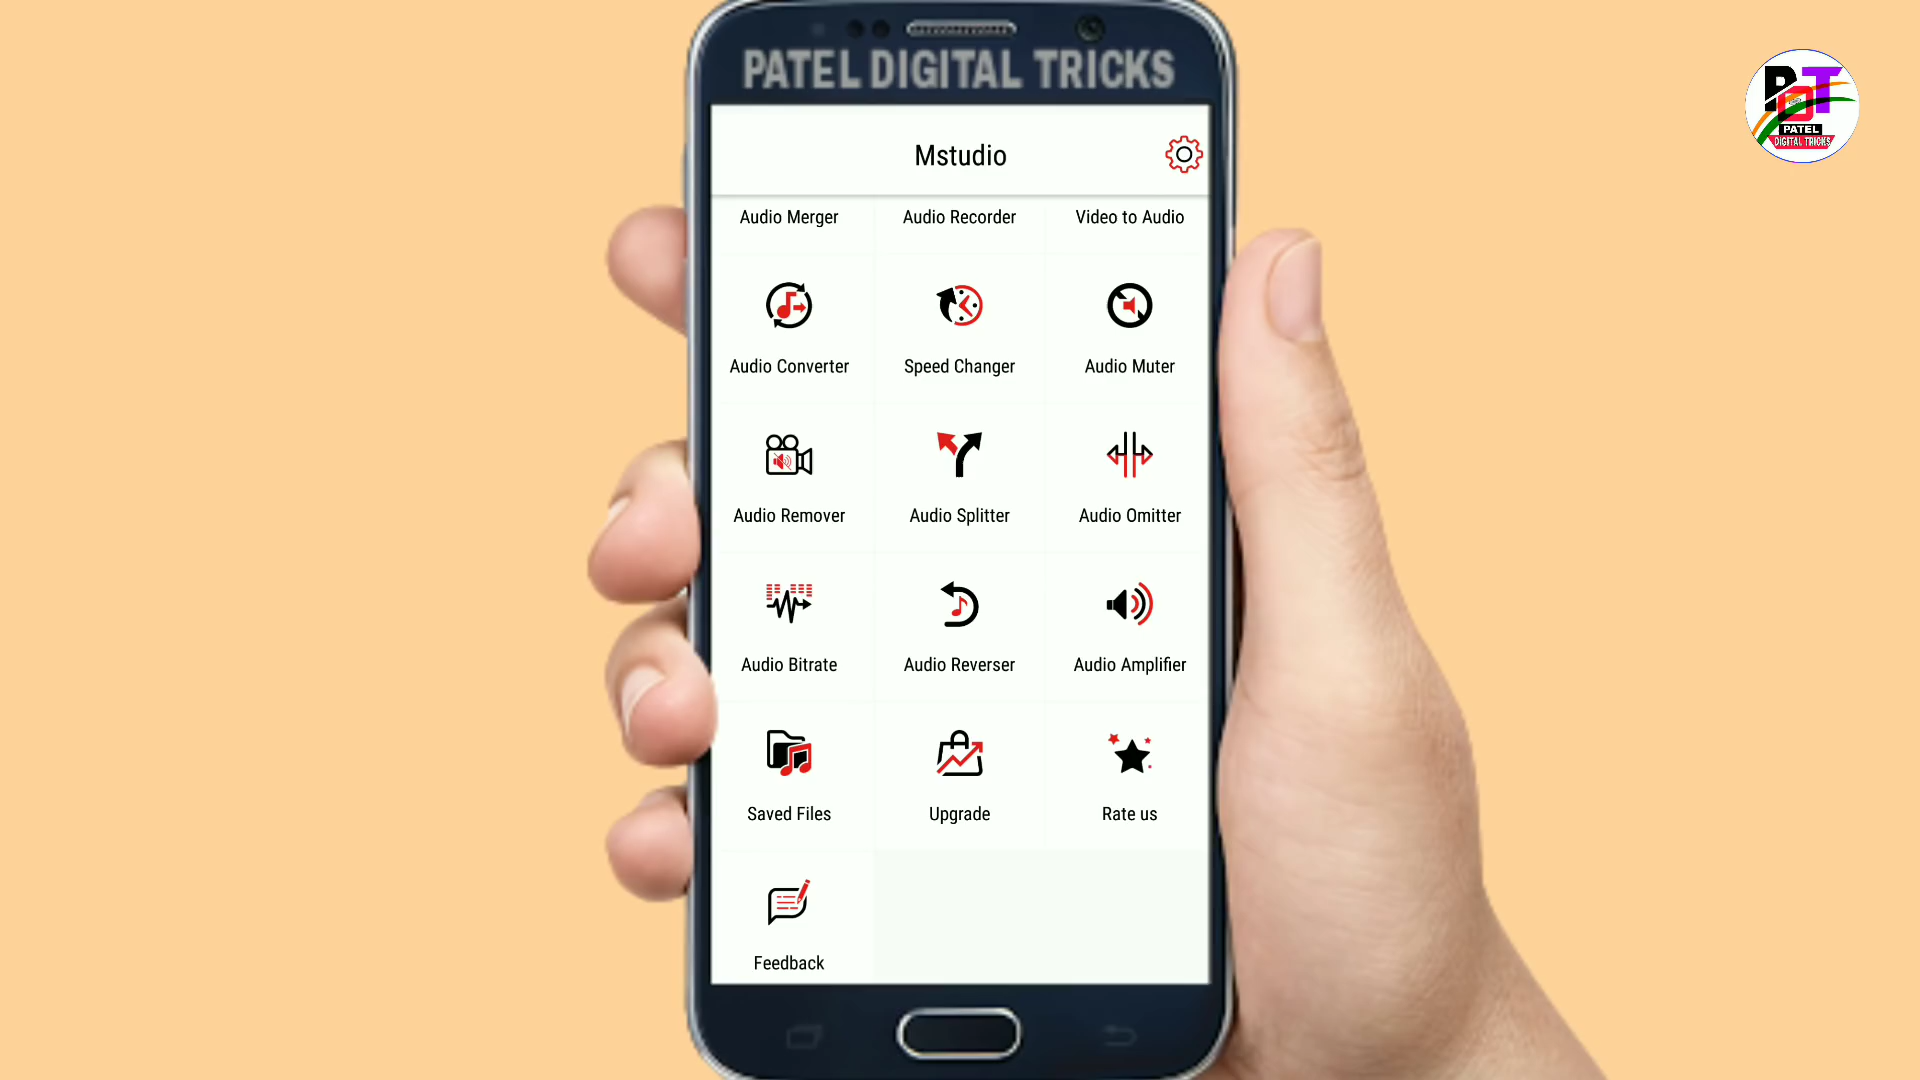 PATEL DIGITAL TRICKS
PDT
PATEL
DIGITAL TRICKS
Mstudio
Audio Merger
Audio Recorder
Video to Audio
Audio Converter
Speed Changer
Audio Muter
Audio Remover
Audio Splitter
Audio Omitter
Audio Bitrate
Audio Reverser
Audio Amplifier
Saved Files
Upgrade
Rate us
Feedback